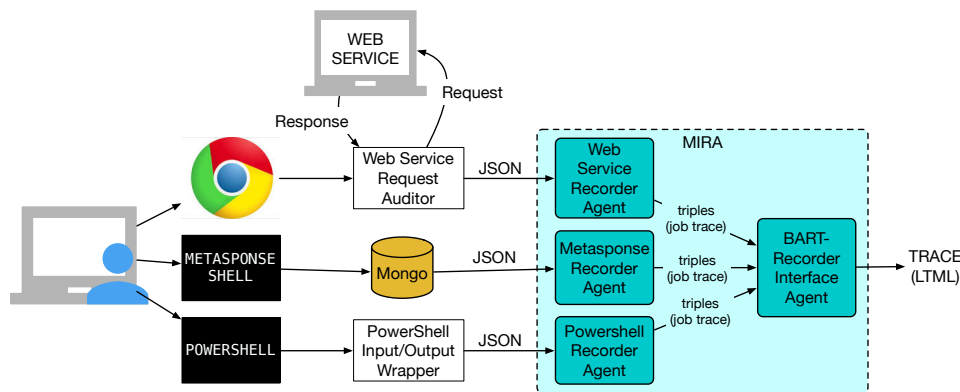 WEB
SERVICE
Request
Response
Web Service
Request
Auditor
JSON
MIRA
Web
Service
Recorder
Agent
triples
(job trace)
METASPONSE
SHELL
Mongo
JSON
Metasponse
Recorder
Agent
triples
(job trace)
BART-
Recorder
Interface
Agent
TRACE
(LTML)
POWERSHELL
PowerShell
Input/Output
Wrapper
JSON
Powershell
Recorder
Agent
triples
(job trace)